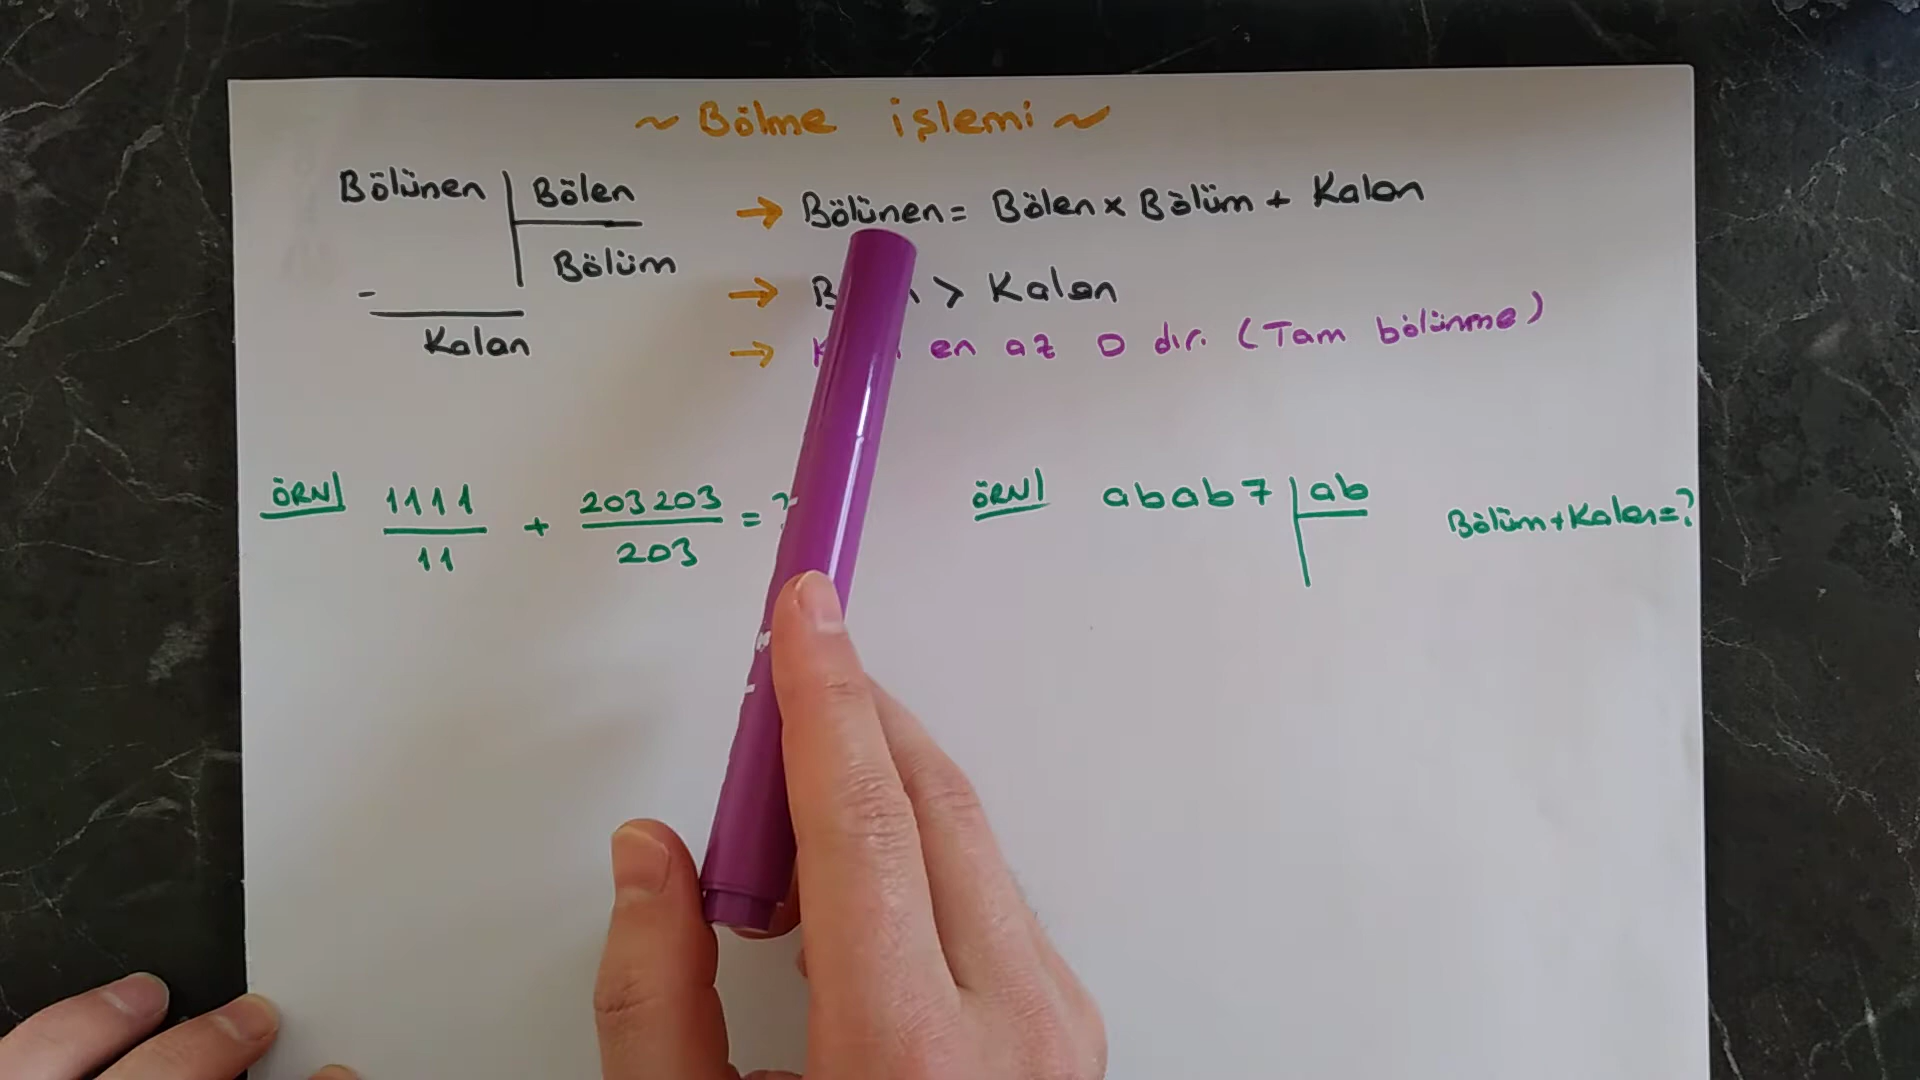 ~ Bölme işlemi ~
Bölünen | Bölen
Bölüm
Kalan
→ Bölünen = Bölen x Bölüm + Kalan
→ > Kalan
→ en az 0 dır. (Tam bölünme)
ÖRN 1111/11 + 203203/203 = ?
ÖRN abab7 | ab
Bölüm + Kalan = ?